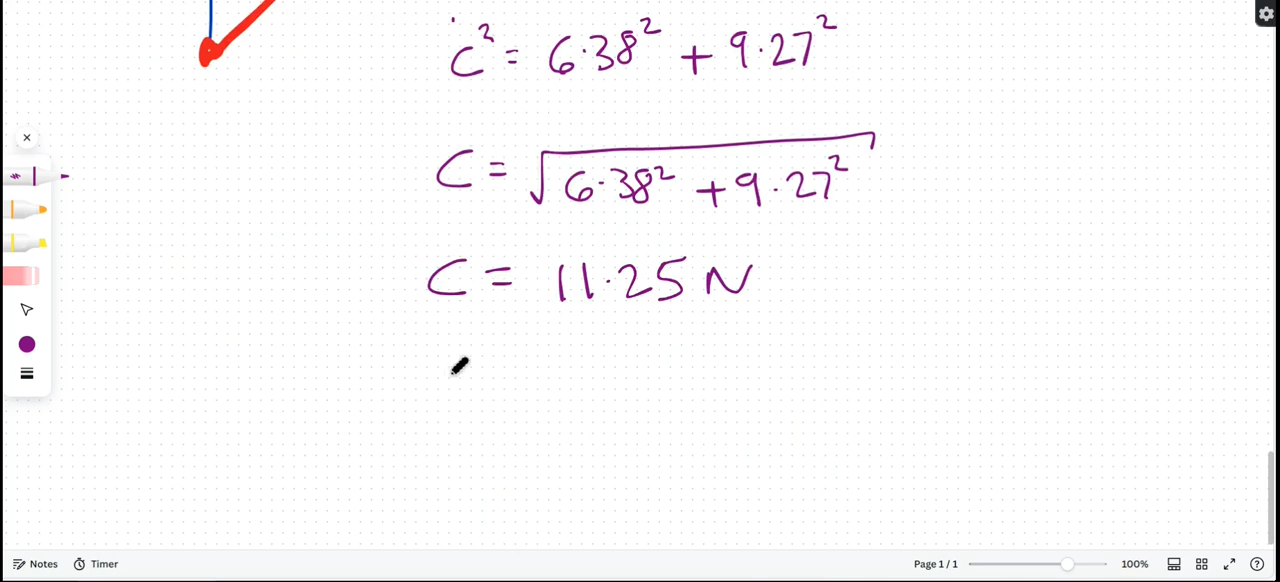 c² = 6.38² + 9.27²
C = √6.38² + 9.27²
C = 11.25 N
Notes Timer Page 1 / 1 100%